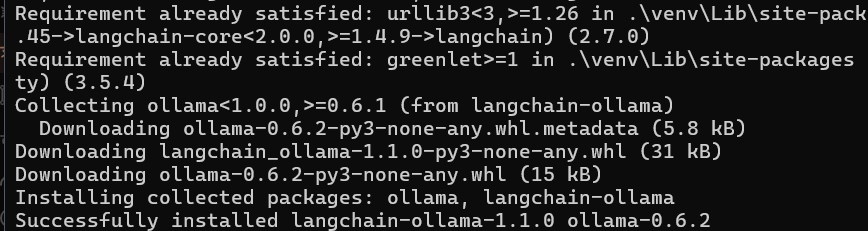 Requirement already satisfied: urllib3<3,>=1.26 in .\venv\Lib\site-pack
.45->langchain-core<2.0.0,>=1.4.9->langchain) (2.7.0)
Requirement already satisfied: greenlet>=1 in .\venv\Lib\site-packages
ty) (3.5.4)
Collecting ollama<1.0.0,>=0.6.1 (from langchain-ollama)
  Downloading ollama-0.6.2-py3-none-any.whl.metadata (5.8 kB)
Downloading langchain_ollama-1.1.0-py3-none-any.whl (31 kB)
Downloading ollama-0.6.2-py3-none-any.whl (15 kB)
Installing collected packages: ollama, langchain-ollama
Successfully installed langchain-ollama-1.1.0 ollama-0.6.2